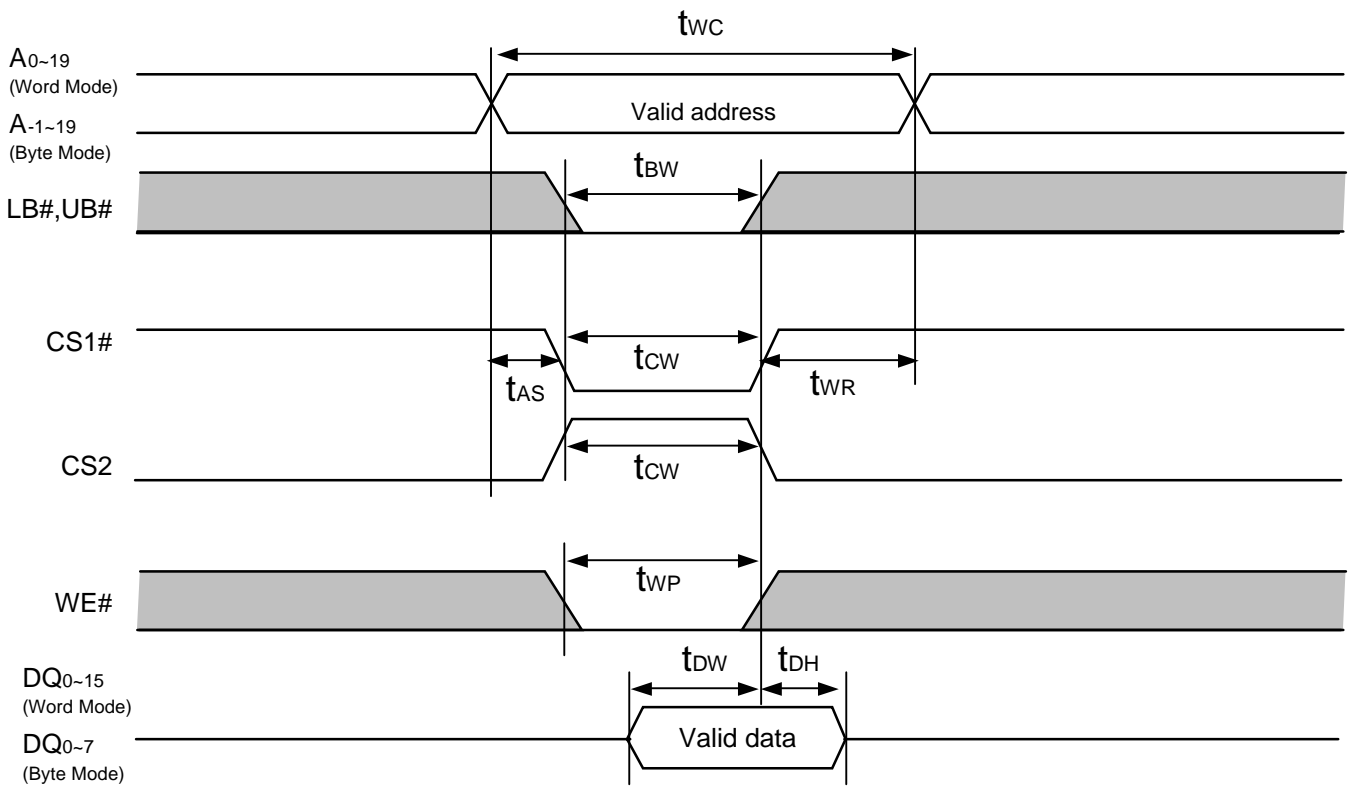 tWC
A0~19
(Word Mode)
Valid address
A-1~19
(Byte Mode)
tBW
LB#,UB#
CS1#
tCW
tAS
tWR
CS2
tCW
WE#
tWP
tDW
tDH
DQ0~15
(Word Mode)
DQ0~7
(Byte Mode)
Valid data